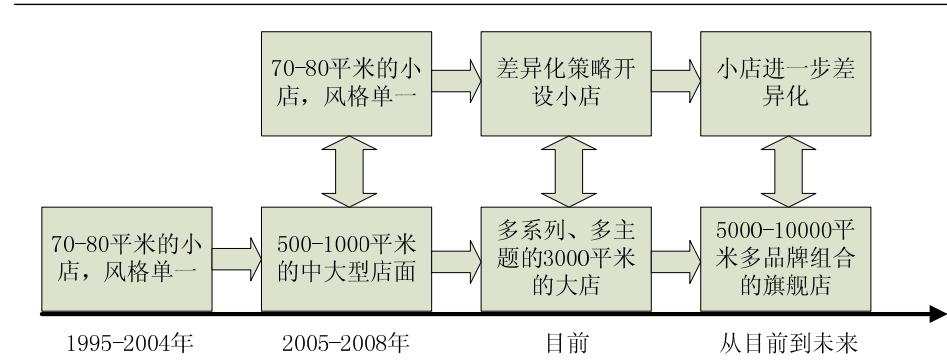 70-80平米的小
店，风格单一
差异化策略开
设小店
小店进一步差
异化
70-80平米的小
店，风格单一
500-1000平米
的中大型店面
多系列、多主
题的3000平米
的大店
5000-10000平
米多品牌组合
的旗舰店
1995-2004年
2005-2008年
目前
从目前到未来